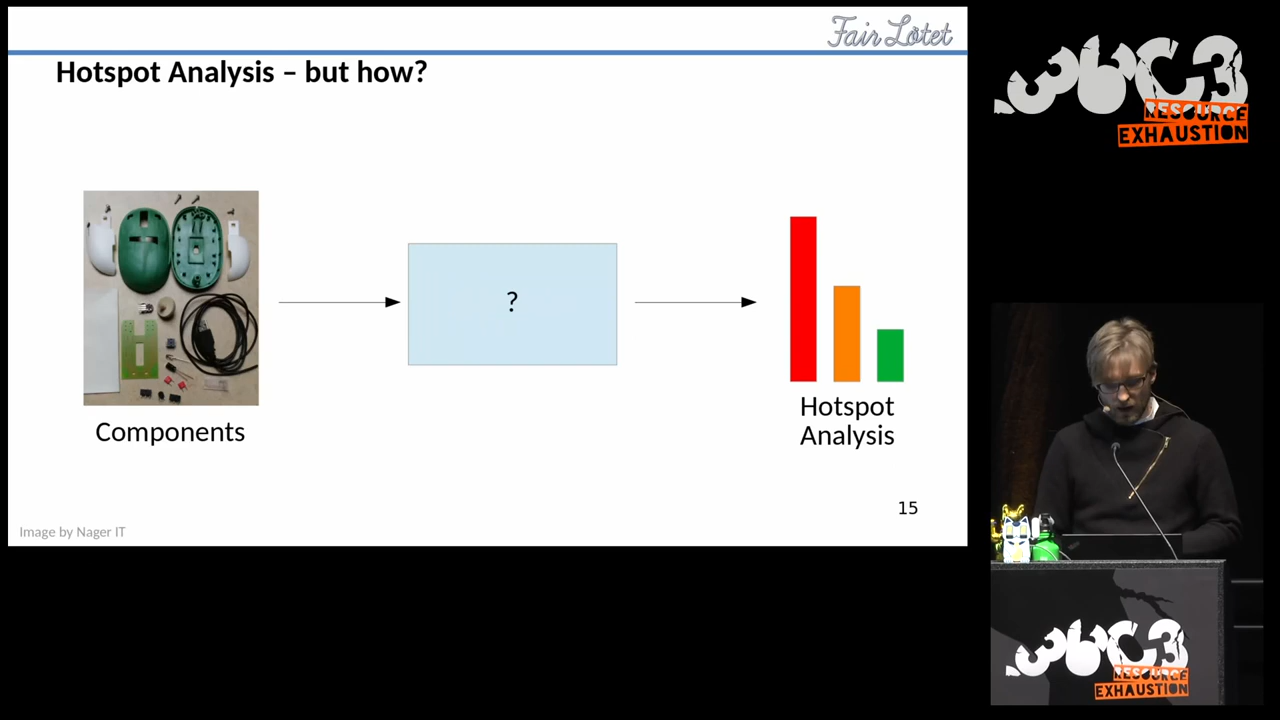 Fair Lötet
Hotspot Analysis – but how?
?
Components
Hotspot
Analysis
15
Image by Nager IT
36C3
RESOURCE
EXHAUSTION
36C3
RESOURCE
EXHAUSTION